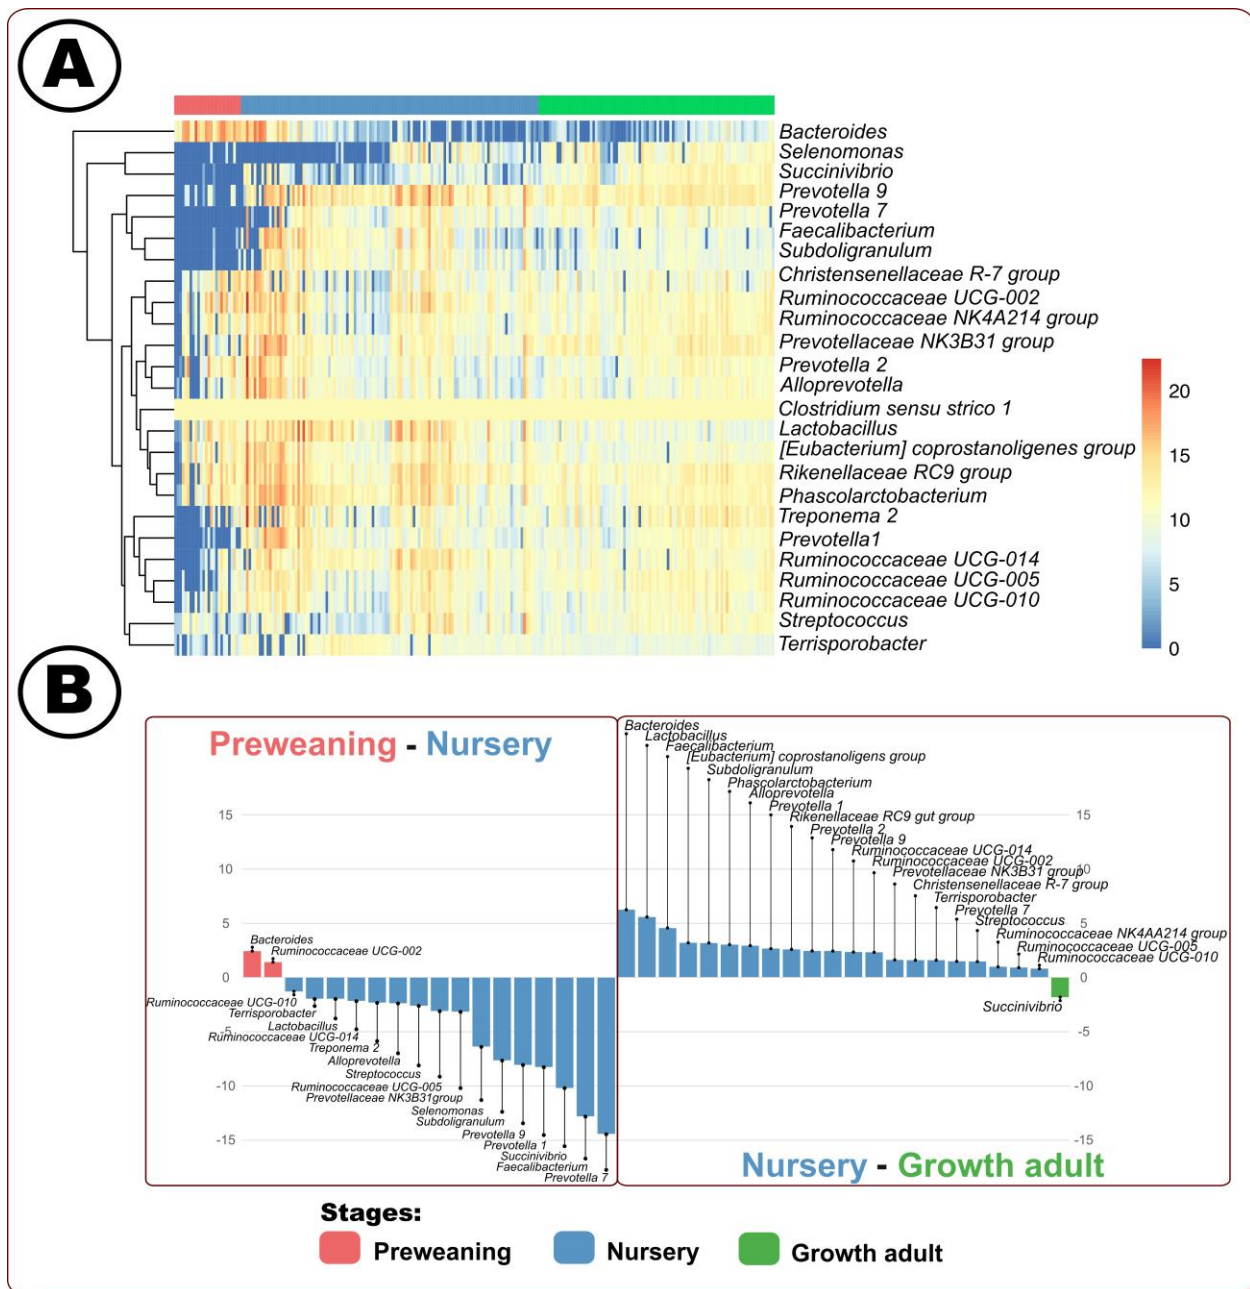 A
Bacteroides
Selenomonas
Succinivibrio
Prevotella 9
Prevotella 7
Faecalibacterium
Subdoligranulum
Christensenellaceae R-7 group
Ruminococcaceae UCG-002
Ruminococcaceae NK4A214 group
Prevotellaceae NK3B31 group
Prevotella 2
Alloprevotella
Clostridium sensu strico 1
Lactobacillus
[Eubacterium] coprostanoligenes group
Rikenellaceae RC9 group
Phascolarctobacterium
Treponema 2
Prevotella1
Ruminococcaceae UCG-014
Ruminococcaceae UCG-005
Ruminococcaceae UCG-010
Streptococcus
Terrisporobacter
20
15
10
5
0
B
Preweaning - Nursery
15
10
5
0
-5
-10
-15
Bacteroides
Ruminococcaceae UCG-002
Ruminococcaceae UCG-010
Terrisporobacter
Lactobacillus
Ruminococcaceae UCG-014
Treponema 2
Alloprevotella
Streptococcus
Ruminococcaceae UCG-005
Prevotellaceae NK3B31group
Selenomonas
Subdoligranulum
Prevotella 9
Prevotella 1
Succinivibrio
Faecalibacterium
Prevotella 7
Bacteroides
Lactobacillus
Faecalibacterium
[Eubacterium] coprostanoligens group
Subdoligranulum
Phascolarctobacterium
Alloprevotella
Prevotella 1
Rikenellaceae RC9 gut group
Prevotella 2
Prevotella 9
Ruminococcaceae UCG-014
Ruminococcaceae UCG-002
Prevotellaceae NK3B31 group
Christensenellaceae R-7 group
Terrisporobacter
Prevotella 7
Streptococcus
Ruminococcaceae NK4AA214 group
Ruminococcaceae UCG-005
Ruminococcaceae UCG-010
Succinivibrio
15
10
5
0
-5
-10
-15
Nursery - Growth adult
Stages:
Preweaning
Nursery
Growth adult